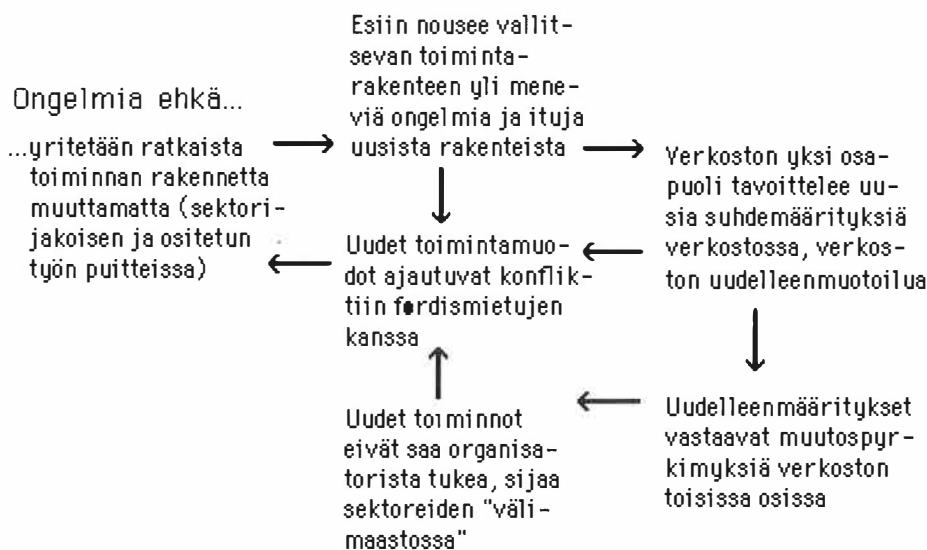 Ongelmia ehkä...
...yritetään ratkaista
toiminnan rakennetta
muuttamatta (sektori-
jakoisen ja ositetun
työn puitteissa)
Esiin nousee vallit-
sevan toiminta-
rakenteen yli mene-
viä ongelmia ja ituja
uusista rakenteista
Verkoston yksi osa-
puoli tavoittelee uu-
sia suhdemäärityksiä
verkostossa, verkos-
ton uudelleenmuotoilua
Uudet toimintamuo-
dot ajautuvat konflik-
tiin fordismietujen
kanssa
Uudelleenmääritykset
vastaavat muutospyr-
kimyksiä verkoston
toisissa osissa
Uudet toiminnot
eivät saa organisa-
torista tukea, sijaa
sektoreiden "väli-
maastossa"